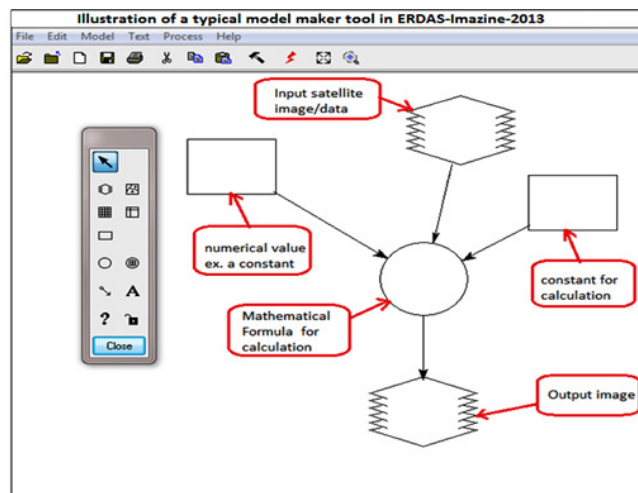 Illustration of a typical model maker tool in ERDAS-Imazine-2013
File Edit Model Text Process Help
Input satellite
image/data
numerical value
ex. a constant
constant for
calculation
Mathematical
Formula for
calculation
A
?
Close
Output image